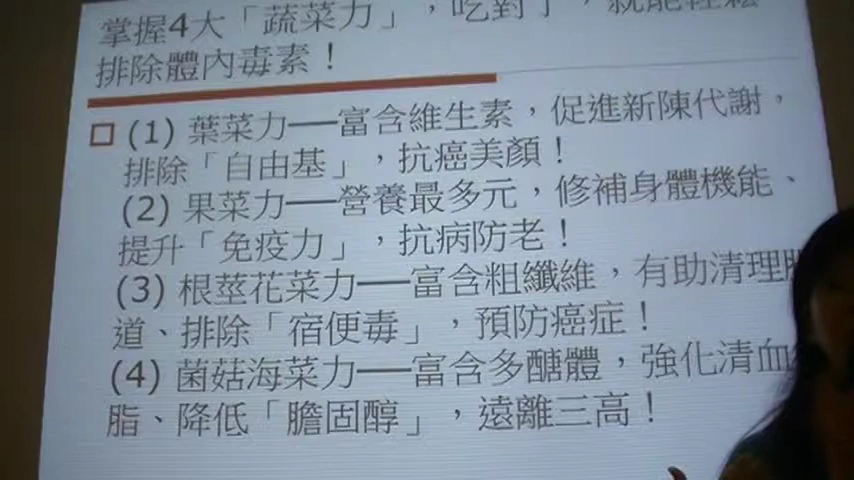 掌握4大「蔬菜力」，吃對了，就能輕鬆
排除體內毒素！
(1) 葉菜力──富含維生素，促進新陳代謝，
排除「自由基」，抗癌美顏！
(2) 果菜力──營養最多元，修補身體機能、
提升「免疫力」，抗病防老！
(3) 根莖花菜力──富含粗纖維，有助清理
道、排除「宿便毒」，預防癌症！
(4) 菌菇海菜力──富含多醣體，強化清血
脂、降低「膽固醇」，遠離三高！